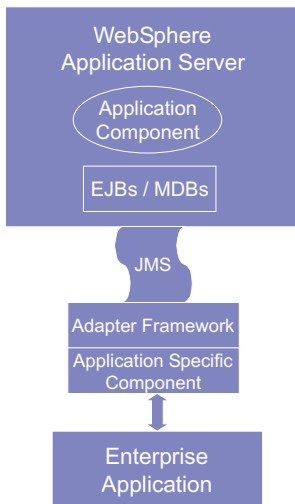 WebSphere
Application Server
Application
Component
EJBs / MDBs
JMS
Adapter Framework
Application Specific
Component
Enterprise
Application